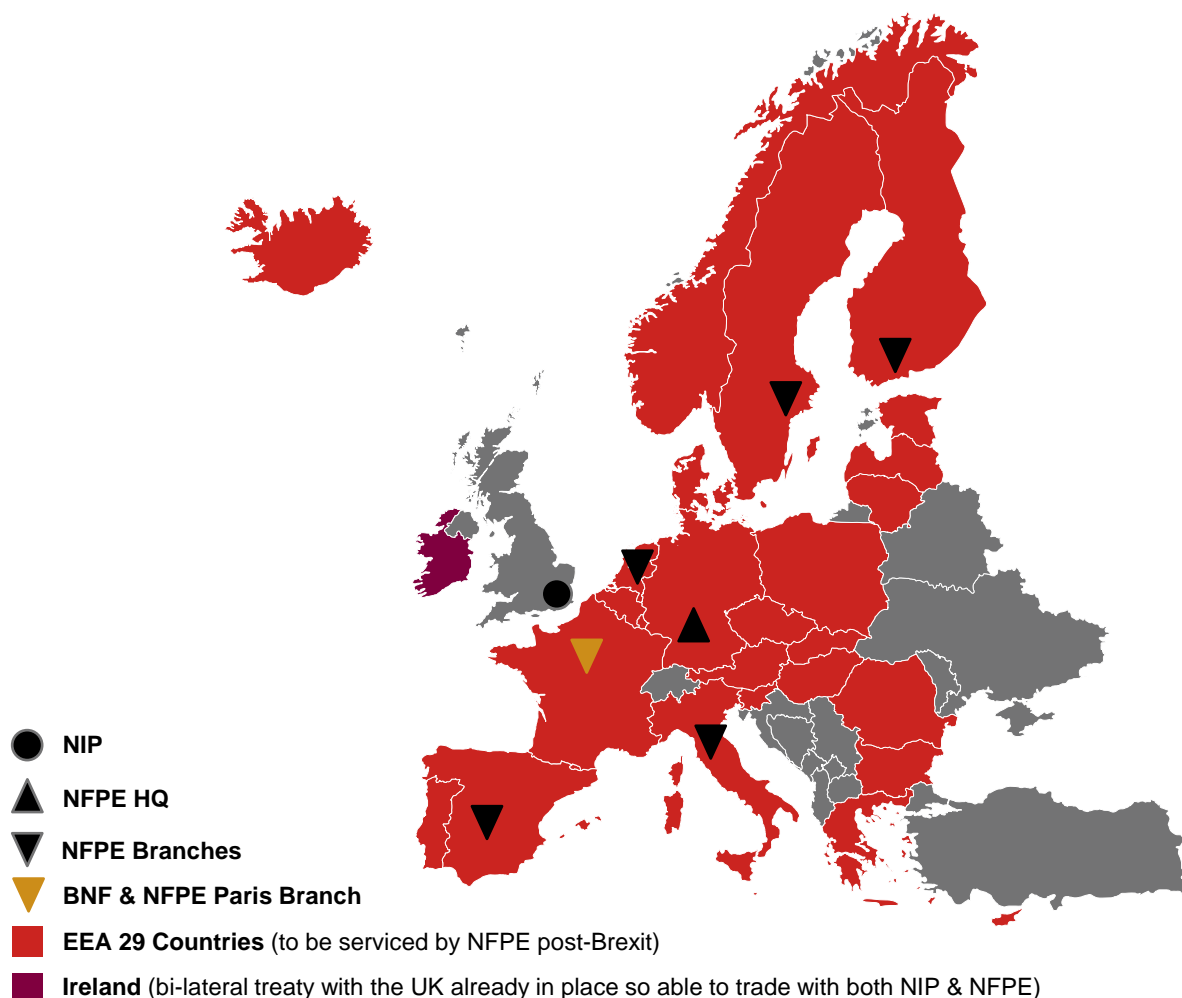 NIP
NFPE HQ
NFPE Branches
BNF & NFPE Paris Branch
EEA 29 Countries (to be serviced by NFPE post-Brexit)
Ireland (bi-lateral treaty with the UK already in place so able to trade with both NIP & NFPE)